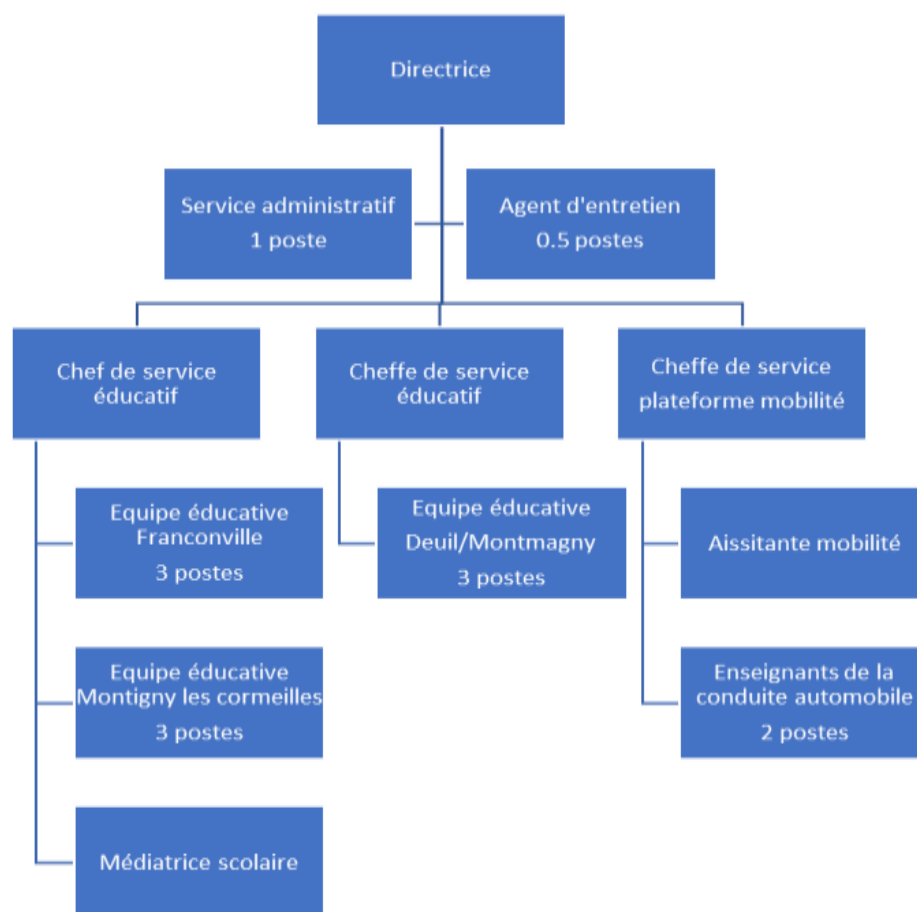 Directrice
Service administratif
1 poste
Agent d'entretien
0.5 postes
Chef de service
éducatif
Cheffe de service
éducatif
Cheffe de service
plateforme mobilité
Equipe éducative
Franconville
3 postes
Equipe éducative
Deuil/Montmagny
3 postes
Aissitante mobilité
Equipe éducative
Montigny les cormeilles
3 postes
Enseignants de la
conduite automobile
2 postes
Médiatrice scolaire